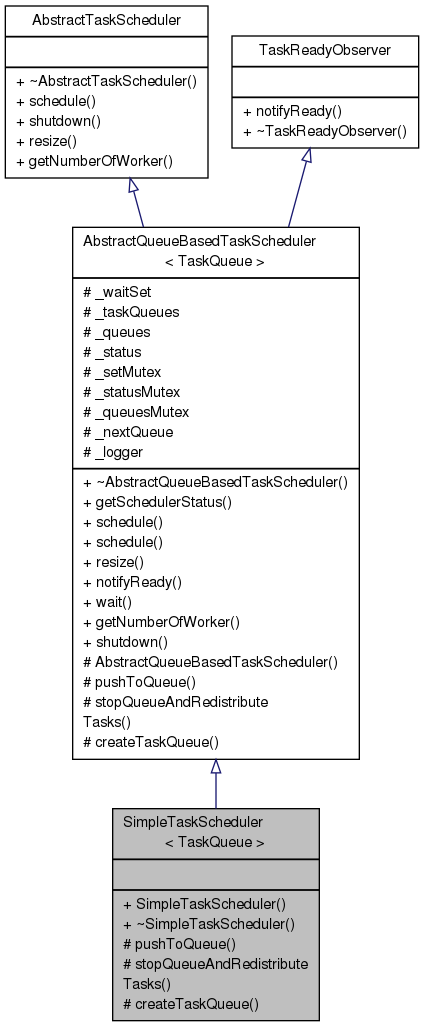 AbstractTaskScheduler
+ ~AbstractTaskScheduler()
+ schedule()
+ shutdown()
+ resize()
+ getNumberOfWorker()
TaskReadyObserver
+ notifyReady()
+ ~TaskReadyObserver()
AbstractQueueBasedTaskScheduler
< TaskQueue >
# _waitSet
# _taskQueues
# _queues
# _status
# _setMutex
# _statusMutex
# _queuesMutex
# _nextQueue
# _logger
+ ~AbstractQueueBasedTaskScheduler()
+ getSchedulerStatus()
+ schedule()
+ schedule()
+ resize()
+ notifyReady()
+ wait()
+ getNumberOfWorker()
+ shutdown()
# AbstractQueueBasedTaskScheduler()
# pushToQueue()
# stopQueueAndRedistribute
Tasks()
# createTaskQueue()
SimpleTaskScheduler
< TaskQueue >
+ SimpleTaskScheduler()
+ ~SimpleTaskScheduler()
# pushToQueue()
# stopQueueAndRedistribute
Tasks()
# createTaskQueue()